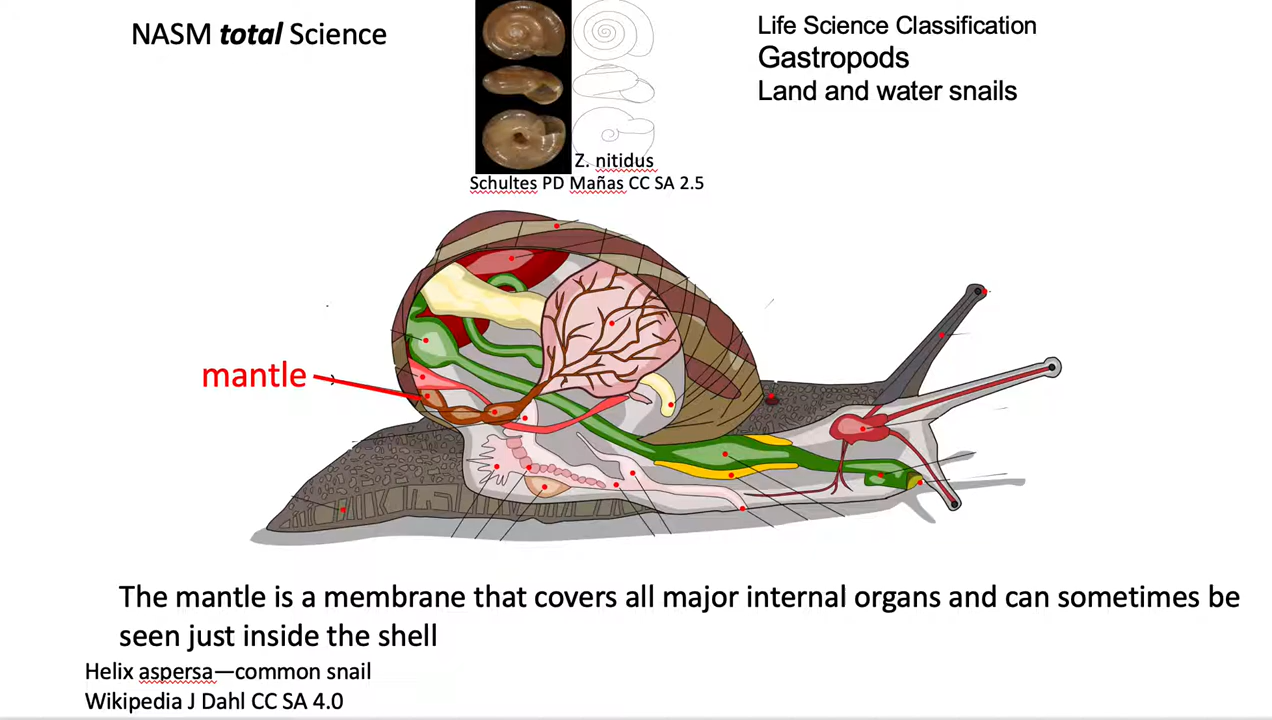 NASM total Science
Life Science Classification
Gastropods
Land and water snails
Z. nitidus
Schultes PD Mañas CC SA 2.5
mantle
The mantle is a membrane that covers all major internal organs and can sometimes be
seen just inside the shell
Helix aspersa—common snail
Wikipedia J Dahl CC SA 4.0